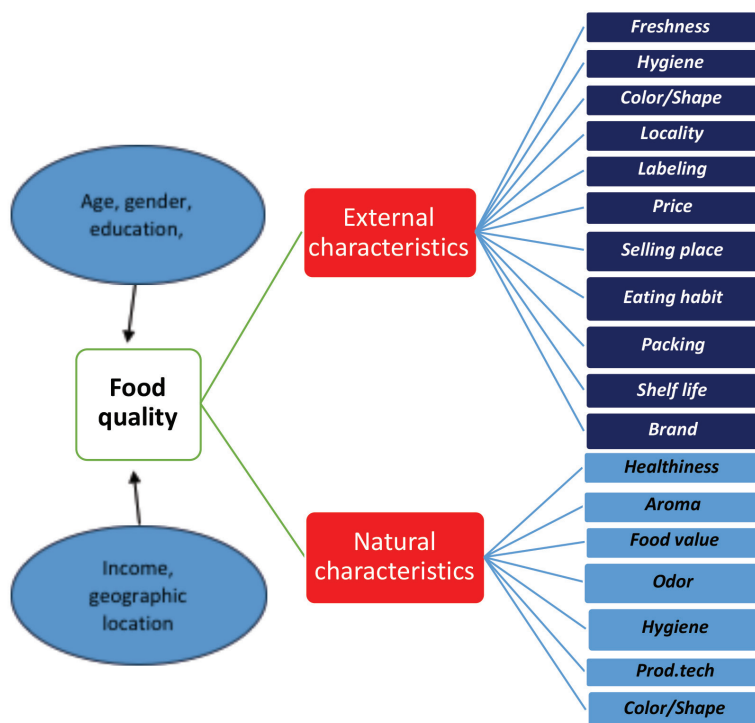 Age, gender,
education,
Food
quality
Income,
geographic
location
External
characteristics
Natural
characteristics
Freshness
Hygiene
Color/Shape
Locality
Labeling
Price
Selling place
Eating habit
Packing
Shelf life
Brand
Healthiness
Aroma
Food value
Odor
Hygiene
Prod.tech
Color/Shape